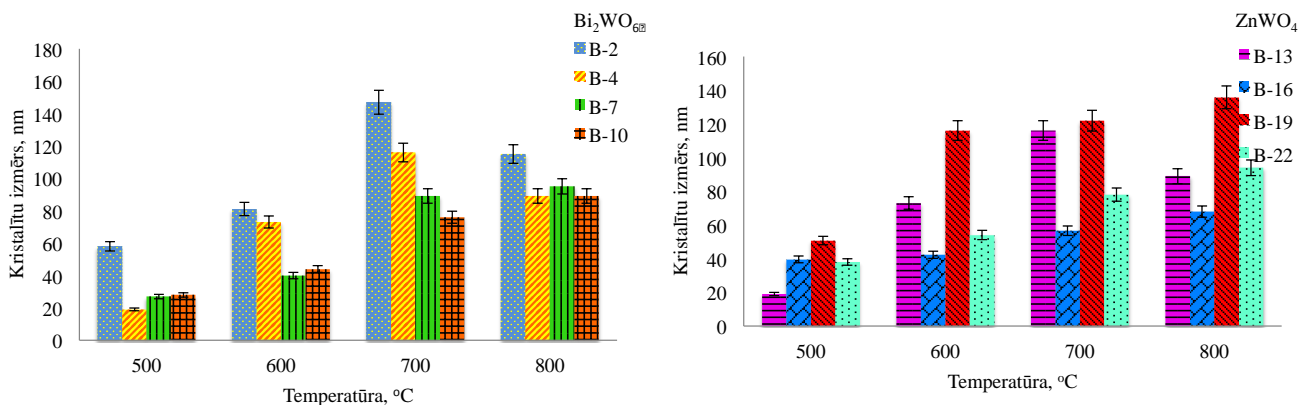 Bi₂WO₆
B-2
B-4
B-7
B-10
180
160
140
120
100
80
60
40
20
0
Kristalītu izmērs, nm
500 600 700 800
Temperatūra, °C
ZnWO₄
B-13
B-16
B-19
B-22
160
140
120
100
80
60
40
20
0
Kristalītu izmērs, nm
500 600 700 800
Temperatūra, °C